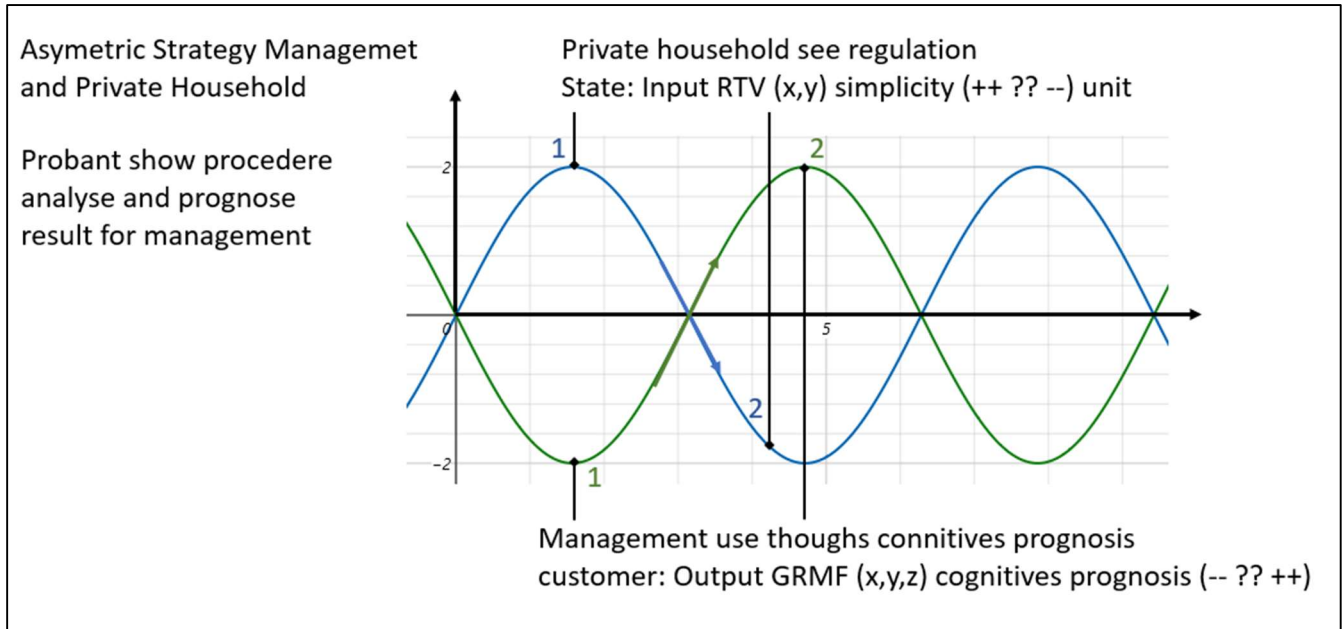 Asymetric Strategy Managemet
and Private Household
Probant show procedere
analyse and prognose
result for management
Private household see regulation
State: Input RTV (x,y) simplicity (++ ?? --) unit
1
2
2
0
5
2
−2
1
Management use thoughs connitives prognosis
customer: Output GRMF (x,y,z) cognitives prognosis (-- ?? ++)